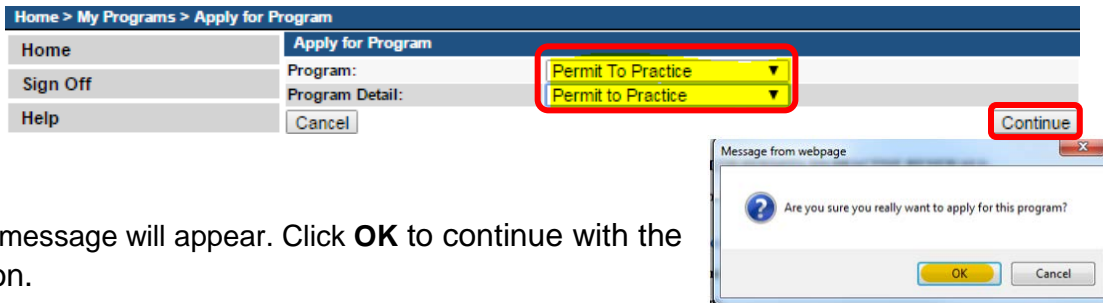 Home > My Programs > Apply for Program
Home
Apply for Program
Sign Off
Program:
Permit To Practice
Program Detail:
Permit to Practice
Help
Cancel
Continue
Message from webpage
Are you sure you really want to apply for this program?
OK
Cancel
message will appear. Click OK to continue with the
on.